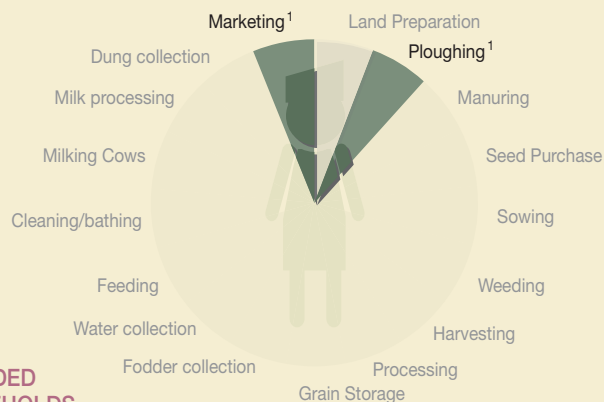 Marketing¹
Land Preparation
Ploughing¹
Dung collection
Milk processing
Manuring
Milking Cows
Seed Purchase
Cleaning/bathing
Sowing
Feeding
Weeding
Water collection
Harvesting
Fodder collection
Processing
DED
Grain Storage